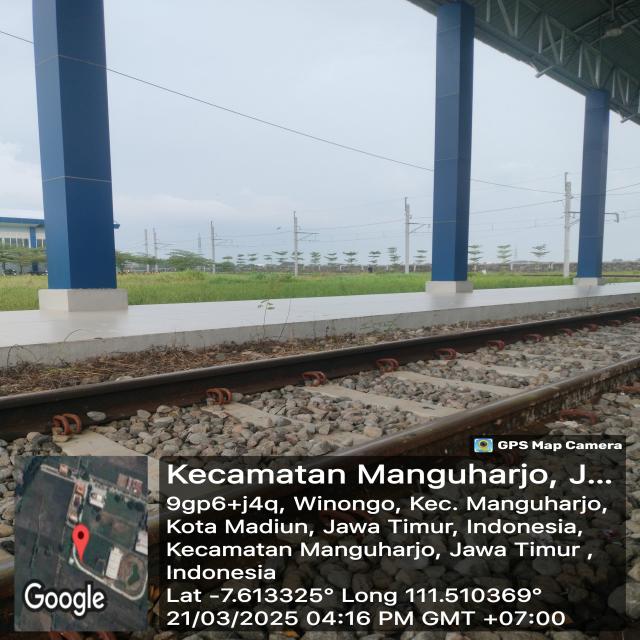 GPS Map Camera
Kecamatan Manguharjo, J...
9gp6+j4q, Winongo, Kec. Manguharjo,
Kota Madiun, Jawa Timur, Indonesia,
Kecamatan Manguharjo, Jawa Timur ,
Indonesia
Lat -7.613325° Long 111.510369°
21/03/2025 04:16 PM GMT +07:00
Google